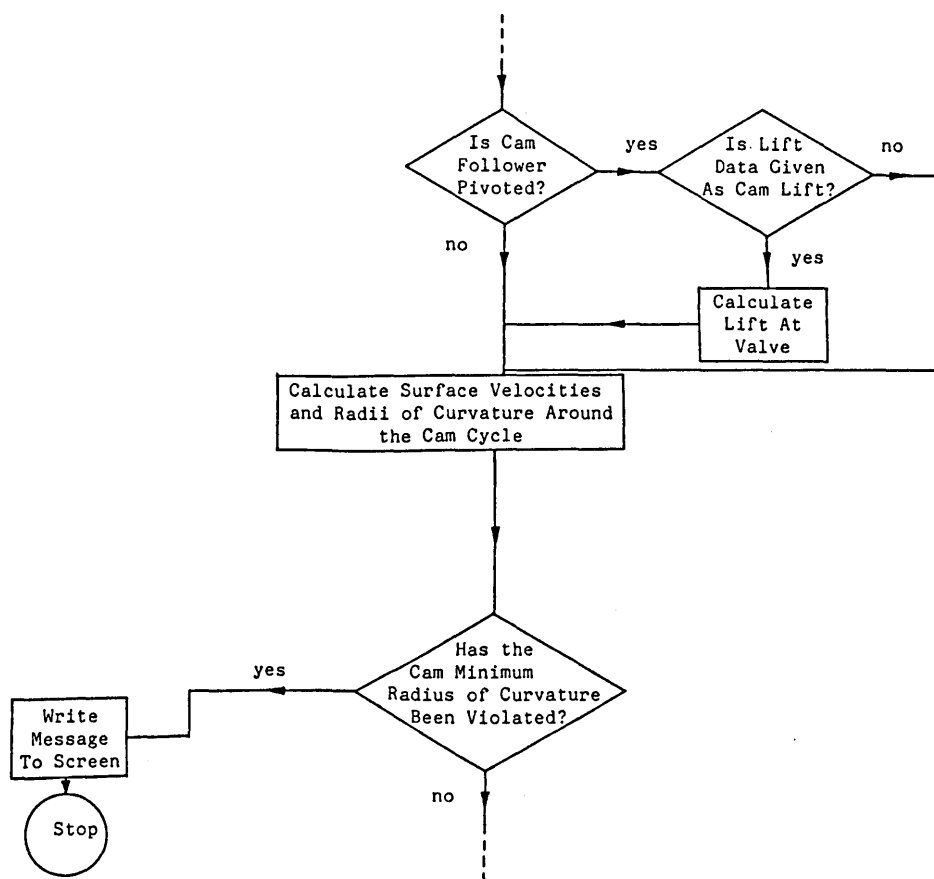 Is Cam
Follower
Pivoted?
yes
Is Lift
Data Given
As Cam Lift?
no
no
yes
Calculate
Lift At
Valve
Calculate Surface Velocities
and Radii of Curvature Around
the Cam Cycle
Has the
Cam Minimum
Radius of Curvature
Been Violated?
yes
Write
Message
To Screen
no
Stop